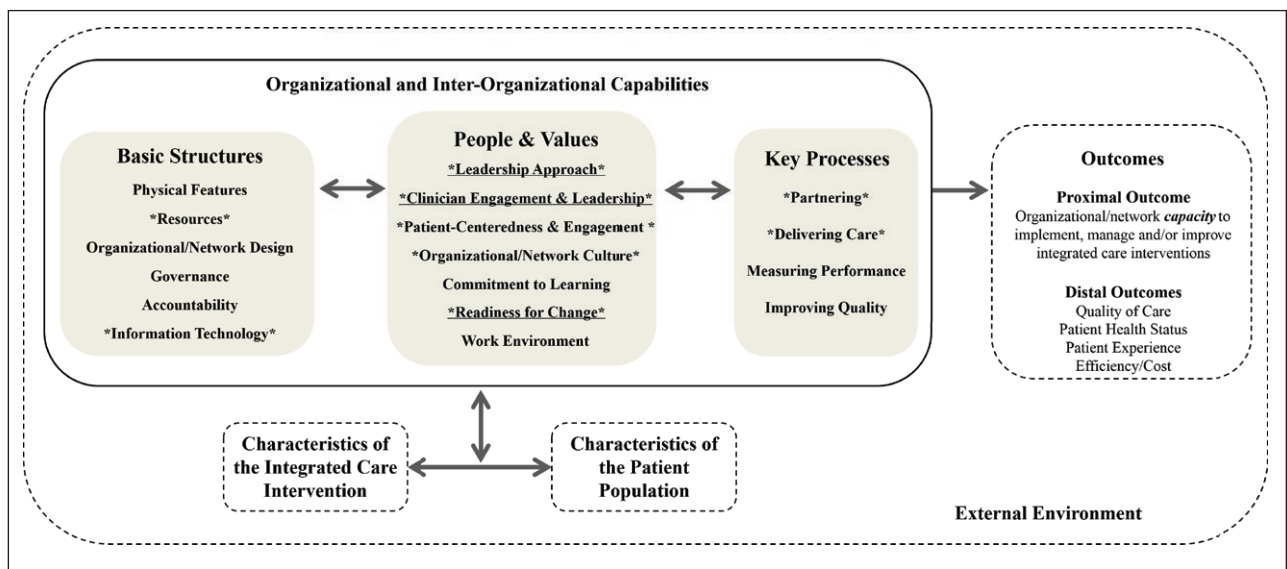 Organizational and Inter-Organizational Capabilities
Basic Structures
Physical Features
*Resources*
Organizational/Network Design
Governance
Accountability
*Information Technology*
People & Values
*Leadership Approach*
*Clinician Engagement & Leadership*
*Patient-Centeredness & Engagement *
*Organizational/Network Culture*
Commitment to Learning
*Readiness for Change*
Work Environment
Key Processes
*Partnering*
*Delivering Care*
Measuring Performance
Improving Quality
Outcomes
Proximal Outcome
Organizational/network capacity to
implement, manage and/or improve
integrated care interventions
Distal Outcomes
Quality of Care
Patient Health Status
Patient Experience
Efficiency/Cost
Characteristics of
the Integrated Care
Intervention
Characteristics of
the Patient
Population
External Environment